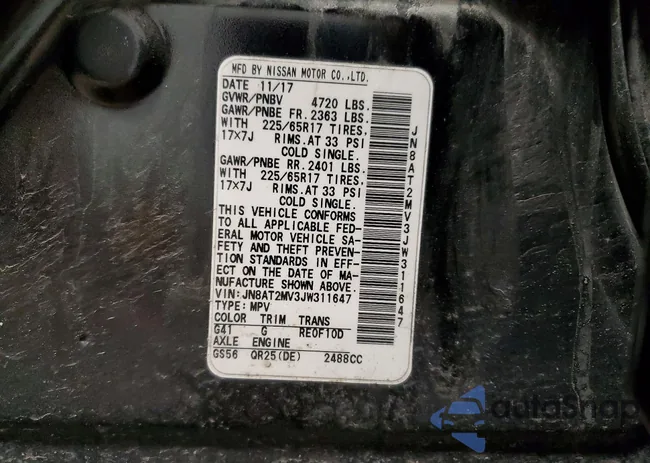 MFD BY NISSAN MOTOR CO.,LTD.
DATE 11/17
GVWR/PNBV 4720 LBS.
GAWR/PNBE FR. 2363 LBS.
WITH 225/65R17 TIRES,
17X7J RIMS.AT 33 PSI
COLD SINGLE.
GAWR/PNBE RR. 2401 LBS.
WITH 225/65R17 TIRES,
17X7J RIMS.AT 33 PSI
COLD SINGLE.
THIS VEHICLE CONFORMS
TO ALL APPLICABLE FED-
ERAL MOTOR VEHICLE SA-
FETY AND THEFT PREVEN-
TION STANDARDS IN EFF-
ECT ON THE DATE OF MA-
NUFACTURE SHOWN ABOVE.
VIN: JN8AT2MV3JW311647
TYPE: MPV
COLOR TRIM TRANS
G41 G RE0F10D
AXLE ENGINE
GS56 QR25(DE) 2488CC
JN8AT2MV3JW311647
autoSnap